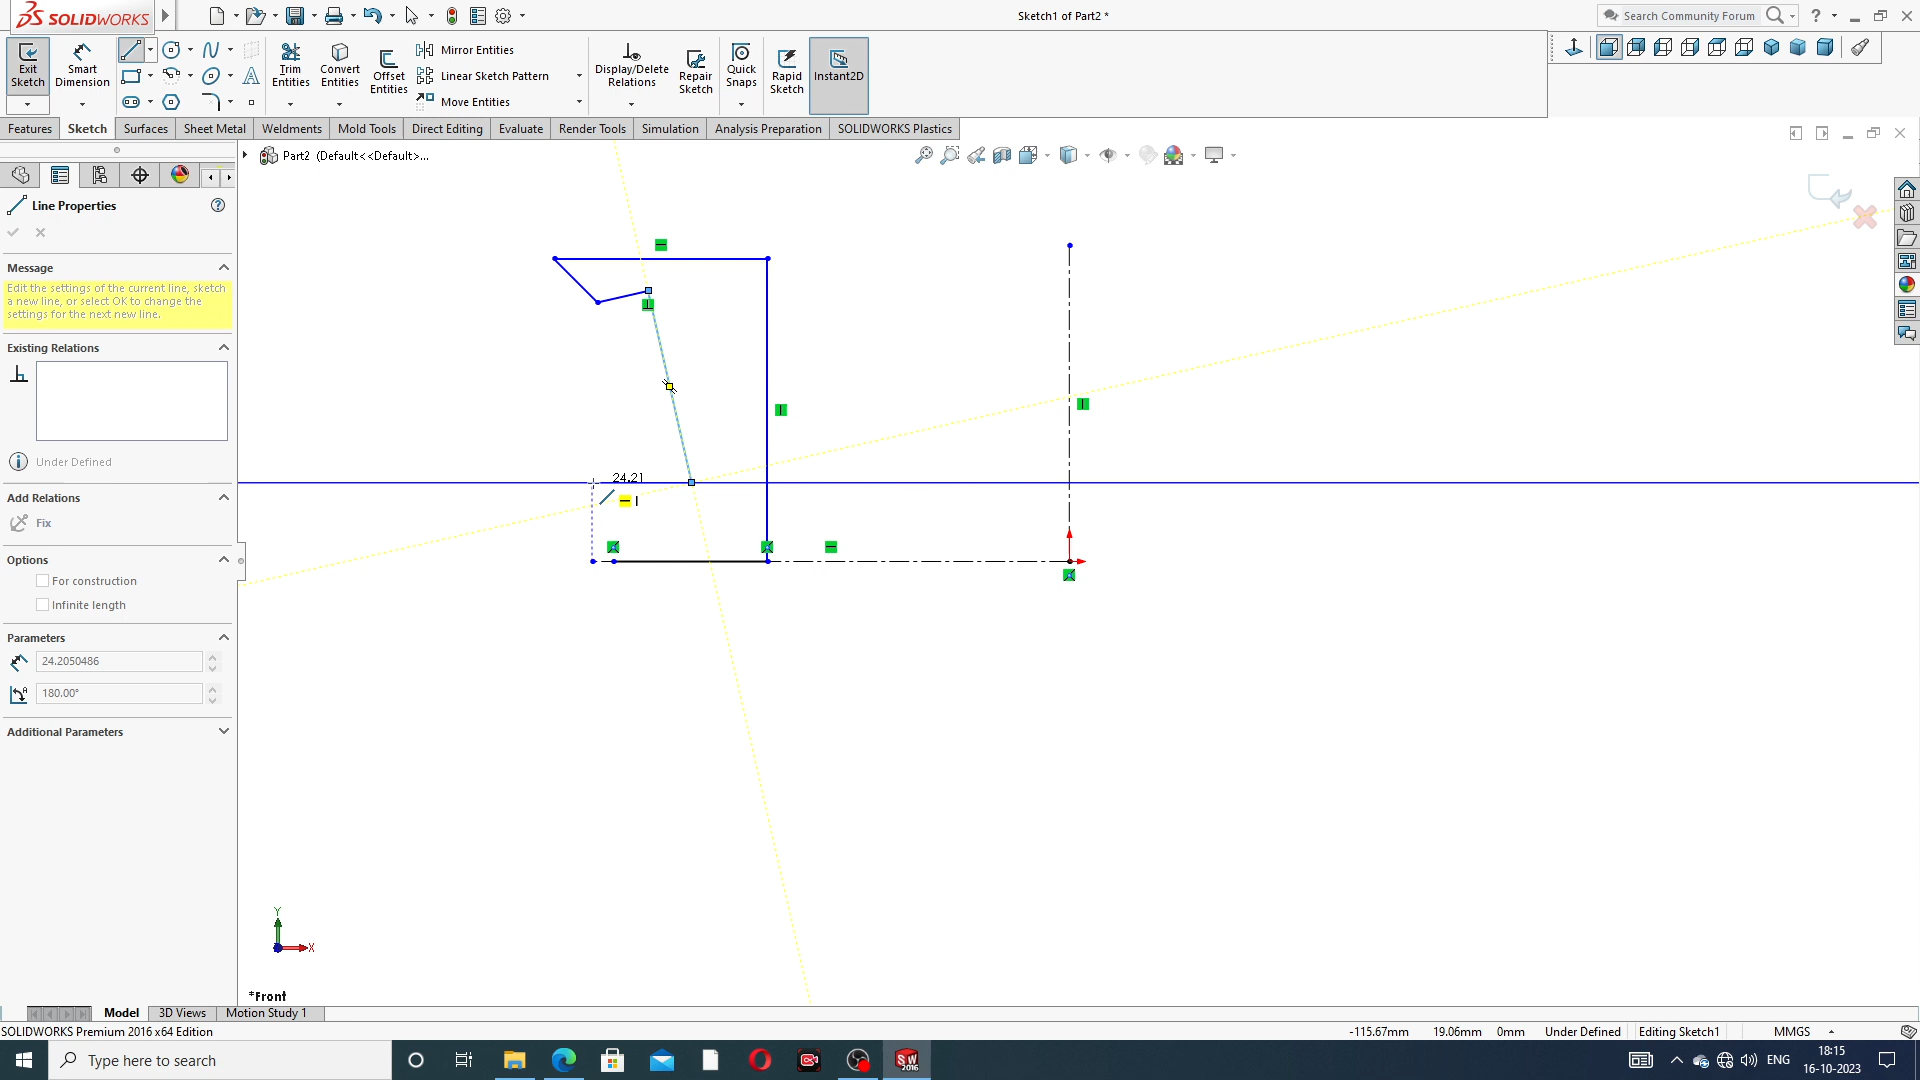 SOLIDWORKS
Sketch1 of Part2 *
Search Community Forum
Exit Sketch
Smart Dimension
Trim Entities
Convert Entities
Offset Entities
Mirror Entities
Linear Sketch Pattern
Move Entities
Display/Delete Relations
Repair Sketch
Quick Snaps
Rapid Sketch
Instant2D
Features
Sketch
Surfaces
Sheet Metal
Weldments
Mold Tools
Direct Editing
Evaluate
Render Tools
Simulation
Analysis Preparation
SOLIDWORKS Plastics
Part2 (Default<<Default>...
Line Properties
Message
Edit the settings of the current line, sketch
a new line, or select OK to change the
settings for the next new line.
Existing Relations
Under Defined
Add Relations
Fix
Options
For construction
Infinite length
Parameters
24.2050486
180.00°
Additional Parameters
24.21
Y
X
*Front
Model
3D Views
Motion Study 1
SOLIDWORKS Premium 2016 x64 Edition
-115.67mm
19.06mm
0mm
Under Defined
Editing Sketch1
MMGS
Type here to search
SW
2016
ENG
18:15
16-10-2023